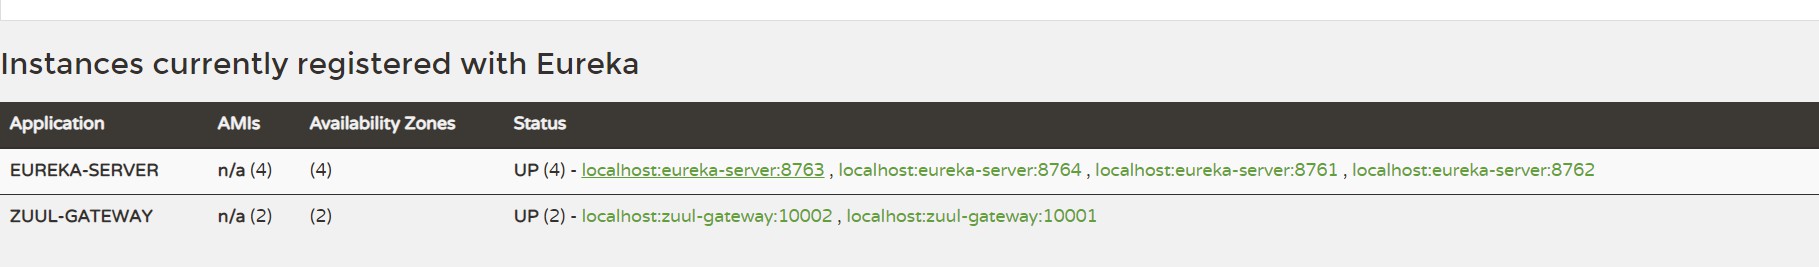 Instances currently registered with Eureka
Application AMIs Availability Zones Status
EUREKA-SERVER n/a (4) (4) UP (4) - localhost:eureka-server:8763 , localhost:eureka-server:8764 , localhost:eureka-server:8761 , localhost:eureka-server:8762
ZUUL-GATEWAY n/a (2) (2) UP (2) - localhost:zuul-gateway:10002 , localhost:zuul-gateway:10001